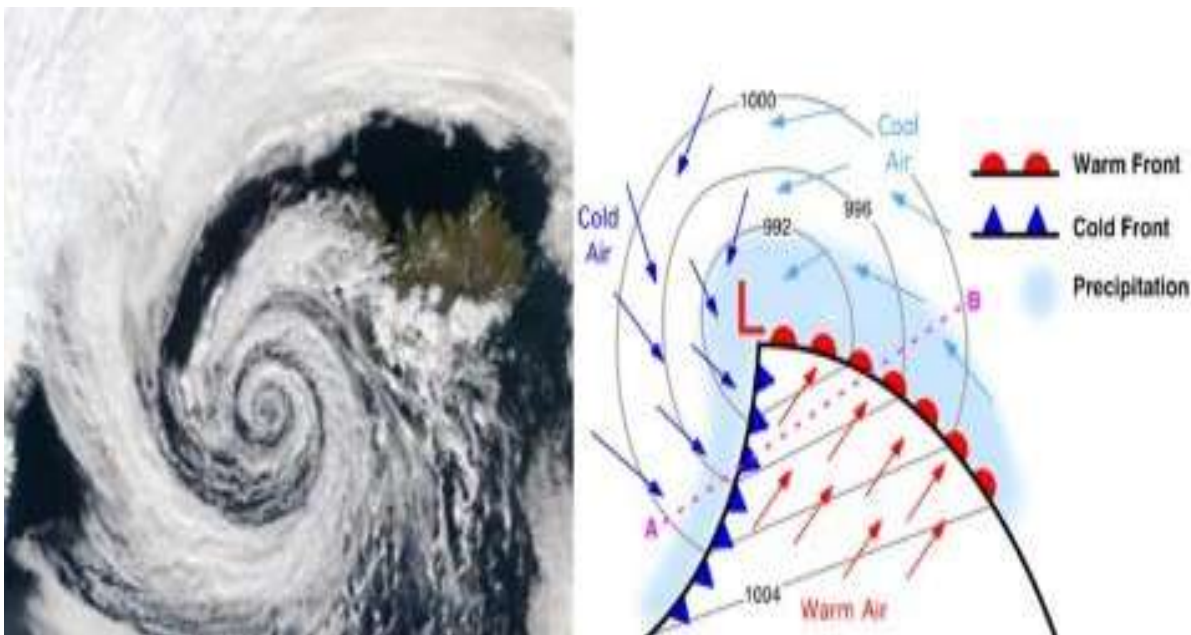 1000
Cool
Air
Warm Front
996
Cold
Air
992
Cold Front
Precipitation
L
B
A
1004
Warm Air